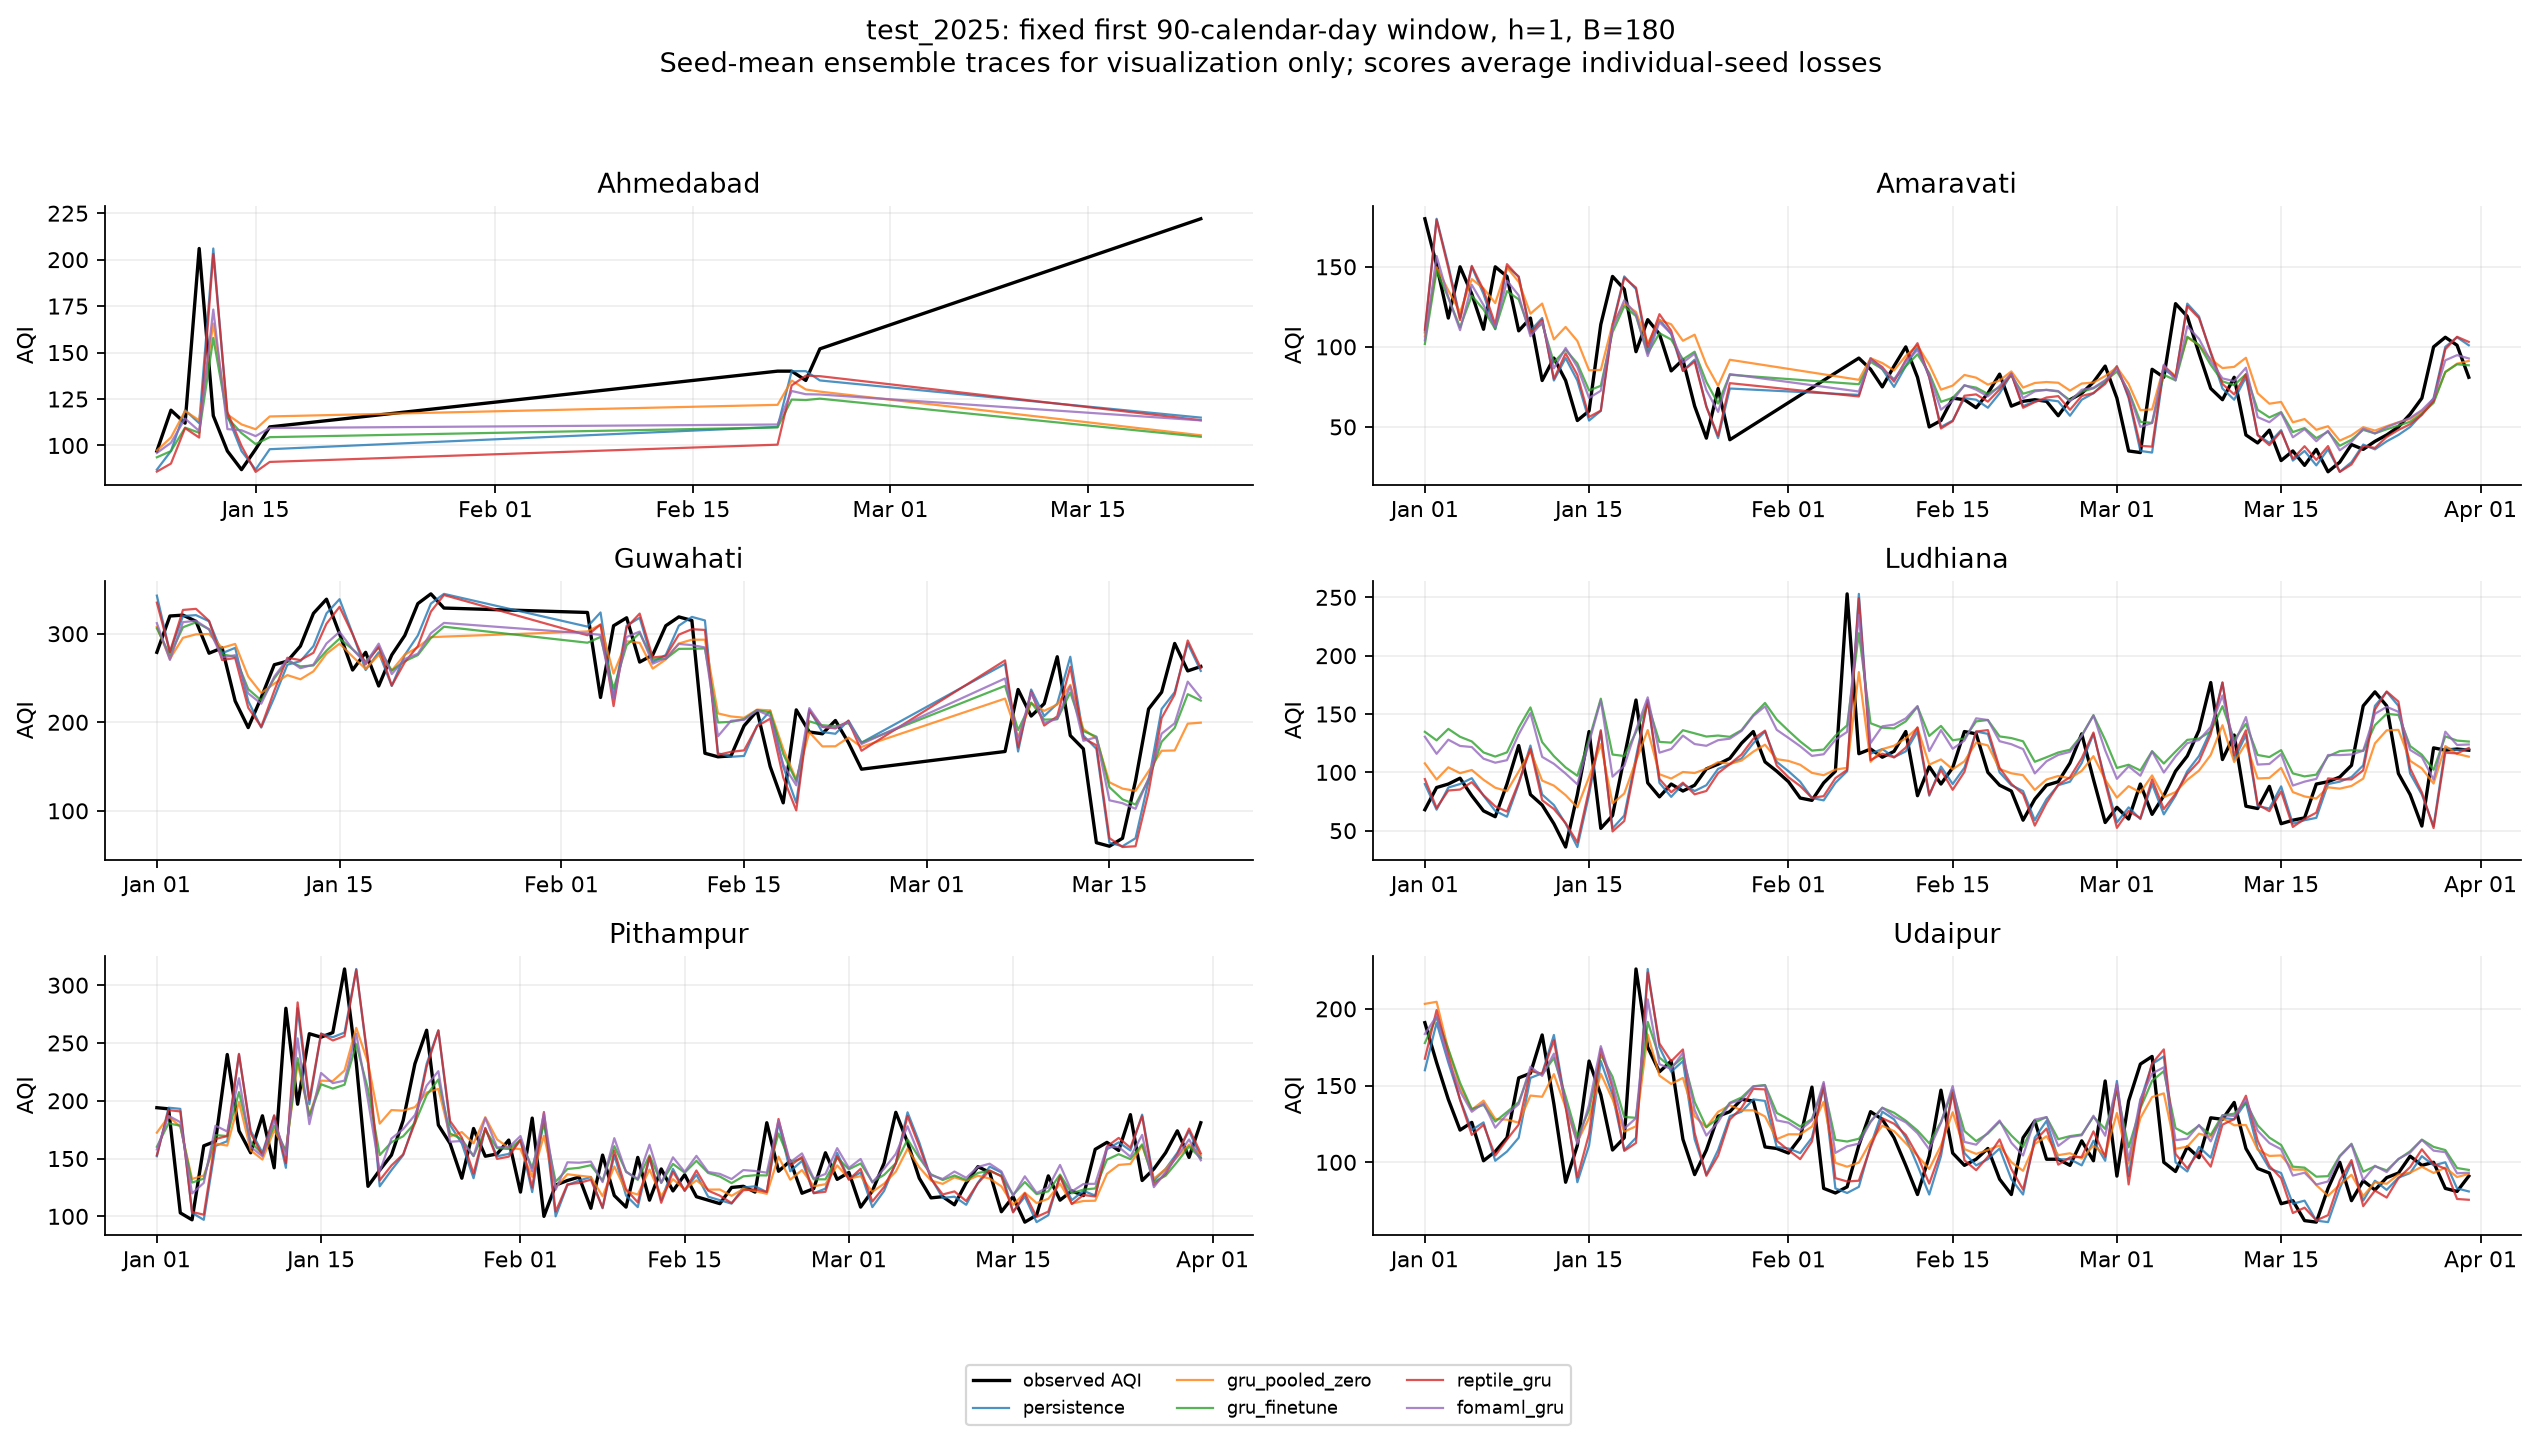 test_2025: fixed first 90-calendar-day window, h=1, B=180
Seed-mean ensemble traces for visualization only; scores average individual-seed losses
Ahmedabad
AQI
225
200
175
150
125
100
Jan 15
Feb 01
Feb 15
Mar 01
Mar 15
Amaravati
AQI
150
100
50
Jan 01
Jan 15
Feb 01
Feb 15
Mar 01
Mar 15
Apr 01
Guwahati
AQI
300
200
100
Jan 01
Jan 15
Feb 01
Feb 15
Mar 01
Mar 15
Ludhiana
AQI
250
200
150
100
50
Jan 01
Jan 15
Feb 01
Feb 15
Mar 01
Mar 15
Apr 01
Pithampur
AQI
300
250
200
150
100
Jan 01
Jan 15
Feb 01
Feb 15
Mar 01
Mar 15
Apr 01
Udaipur
AQI
200
150
100
Jan 01
Jan 15
Feb 01
Feb 15
Mar 01
Mar 15
Apr 01
observed AQI
persistence
gru_pooled_zero
gru_finetune
reptile_gru
fomaml_gru